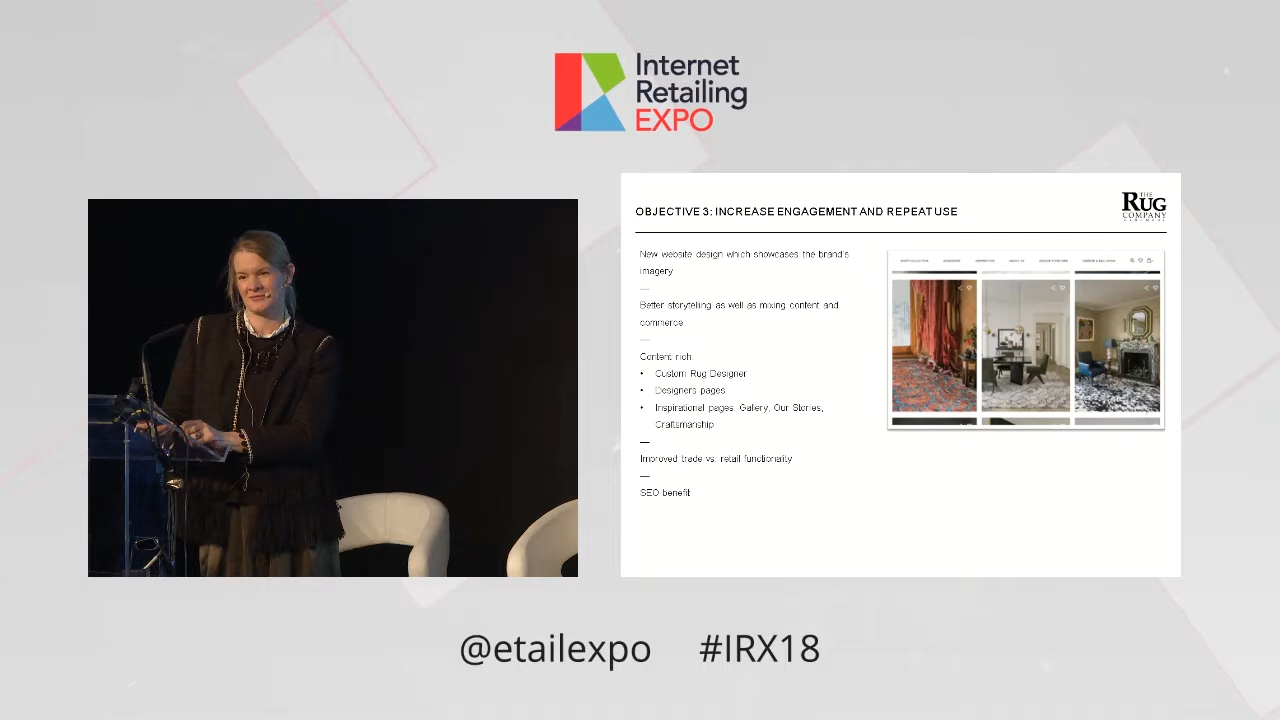 Internet
Retailing
EXPO
OBJECTIVE 3: INCREASE ENGAGEMENT AND REPEAT USE
THE
RUG
COMPANY
New website design which showcases the brand's
imagery
—
Better storytelling as well as mixing content and
commerce
—
Content rich:
• Custom Rug Designer
• Designers pages
• Inspirational pages: Gallery, Our Stories,
Craftsmanship
—
Improved trade vs. retail functionality
—
SEO benefit
@etailexpo #IRX18